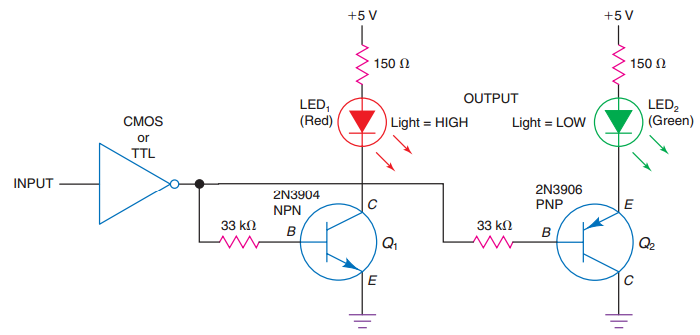 +5 V
+5 V
150 Ω
150 Ω
LED1
(Red)
Light = HIGH
OUTPUT
Light = LOW
LED2
(Green)
CMOS
or
TTL
INPUT
2N3904
NPN
C
33 kΩ
B
Q1
E
2N3906
PNP
E
33 kΩ
B
Q2
C